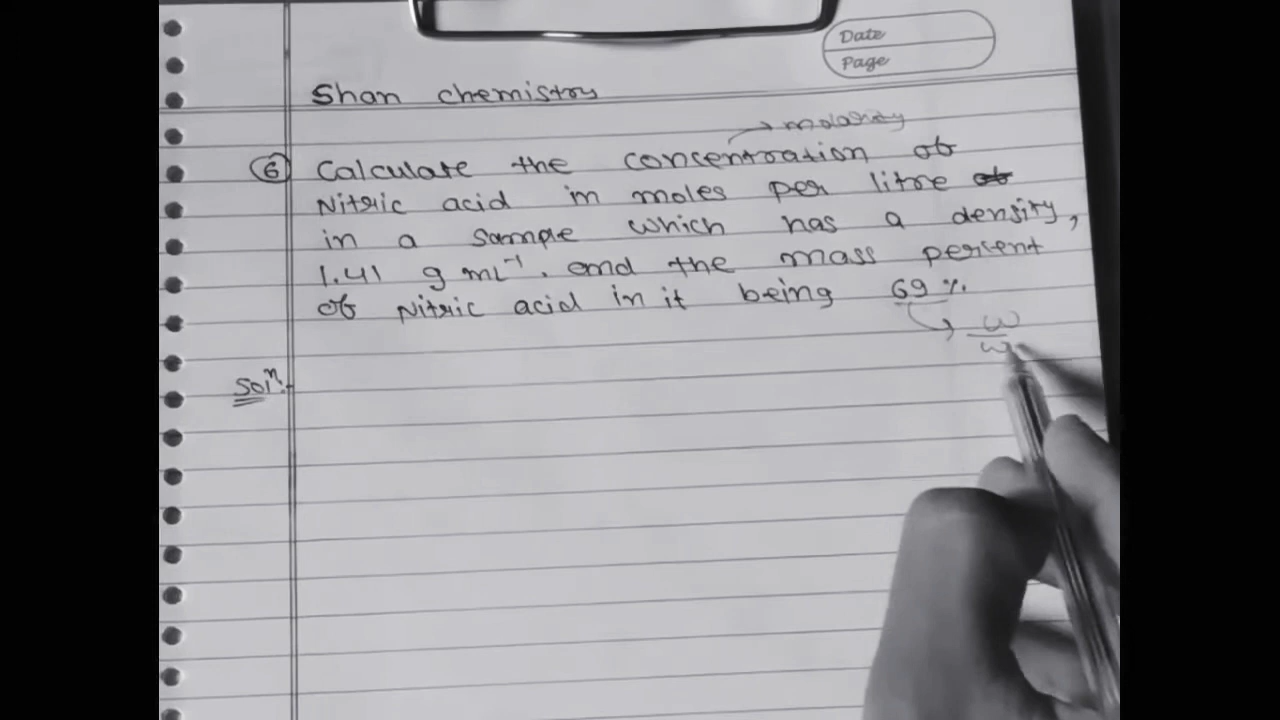 Date
Page
Shan chemistry
→ molarity
⑥ Calculate the concentration of
Nitric acid in moles per litre of
in a sample which has a density,
1.41 g mL⁻¹. and the mass percent
of Nitric acid in it being 69%.
w
w
Solⁿ:-